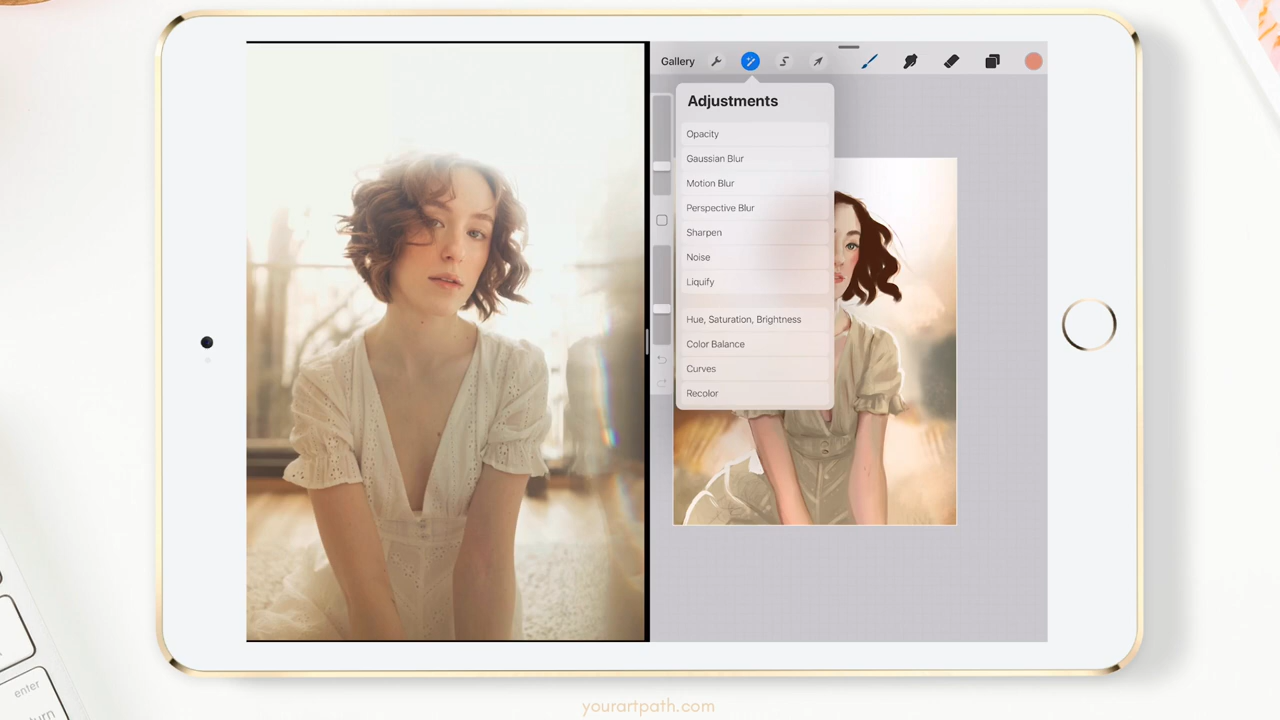 Gallery
Adjustments
Opacity
Gaussian Blur
Motion Blur
Perspective Blur
Sharpen
Noise
Liquify
Hue, Saturation, Brightness
Color Balance
Curves
Recolor
enter
yourartpath.com